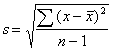 s = √( ∑ (x − x̄)² / (n − 1) )